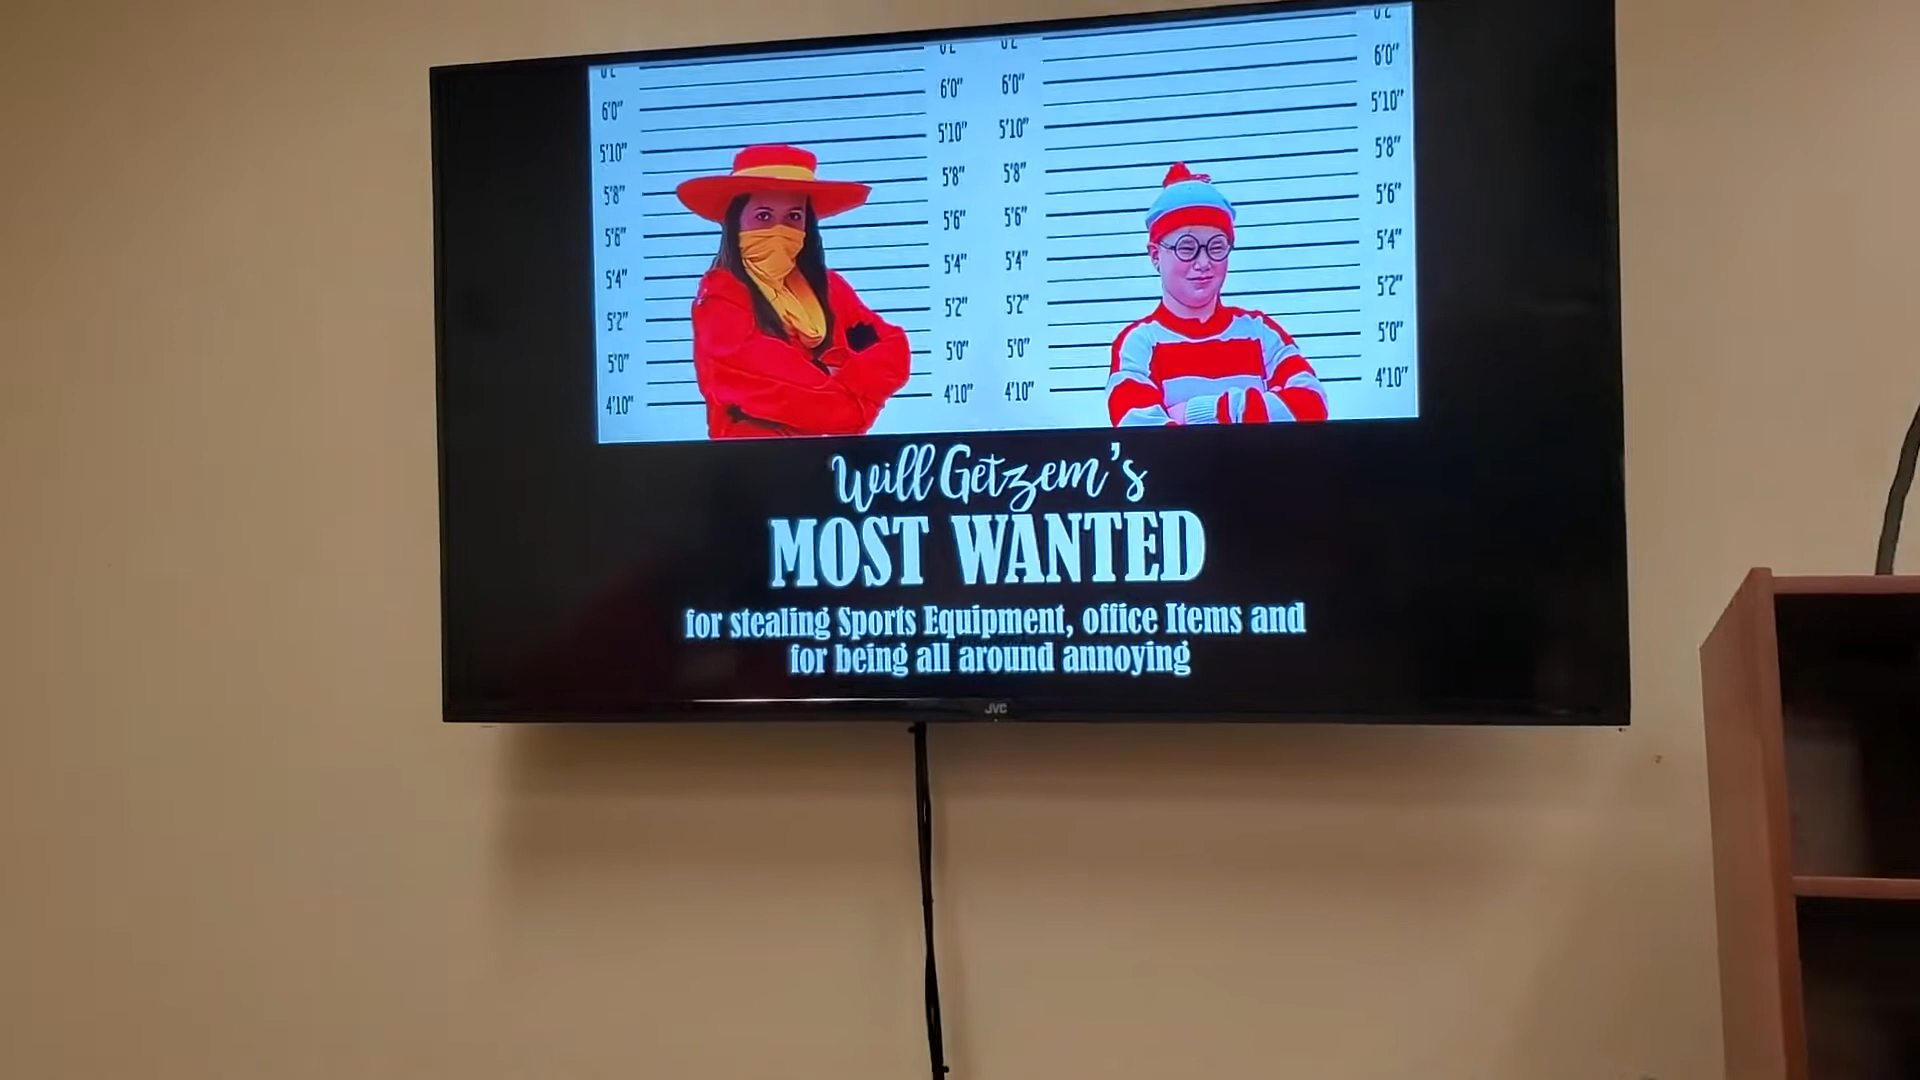 6'0" 6'0" 6'0" 6'0"
5'10" 5'10" 5'10" 5'10"
5'8" 5'8" 5'8" 5'8"
5'6" 5'6" 5'6" 5'6"
5'4" 5'4" 5'4" 5'4"
5'2" 5'2" 5'2" 5'2"
5'0" 5'0" 5'0" 5'0"
4'10" 4'10" 4'10" 4'10"
Will Getzem's
MOST WANTED
for stealing Sports Equipment, office Items and
for being all around annoying
JVC